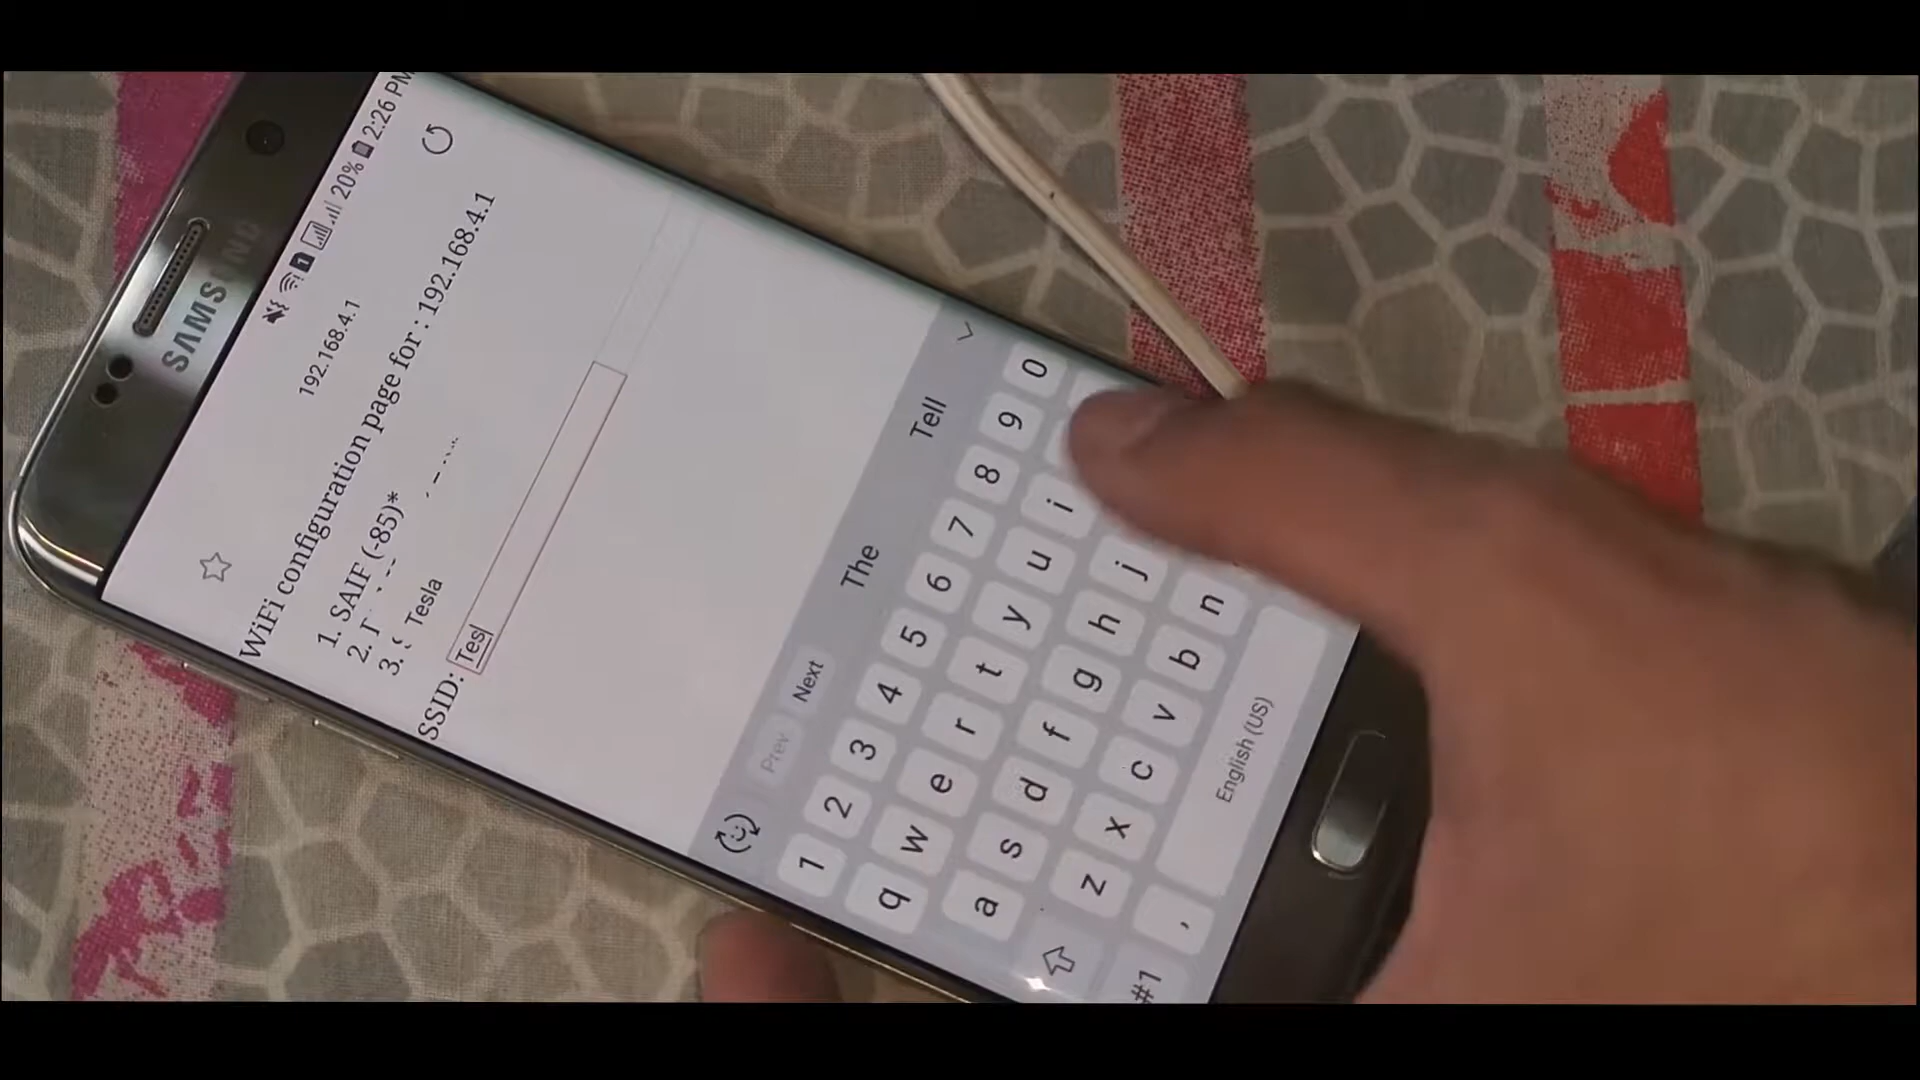 SAMSUNG
20% 2:26 PM
192.168.4.1
WiFi configuration page for : 192.168.4.1
1. SAIF (-85)*
2.
3.
Tesla
SSID: Tes
Prev Next
The Tell
1 2 3 4 5 6 7 8 9 0
q w e r t y u i
a s d f g h j
z x c v b n
#1 , English (US)